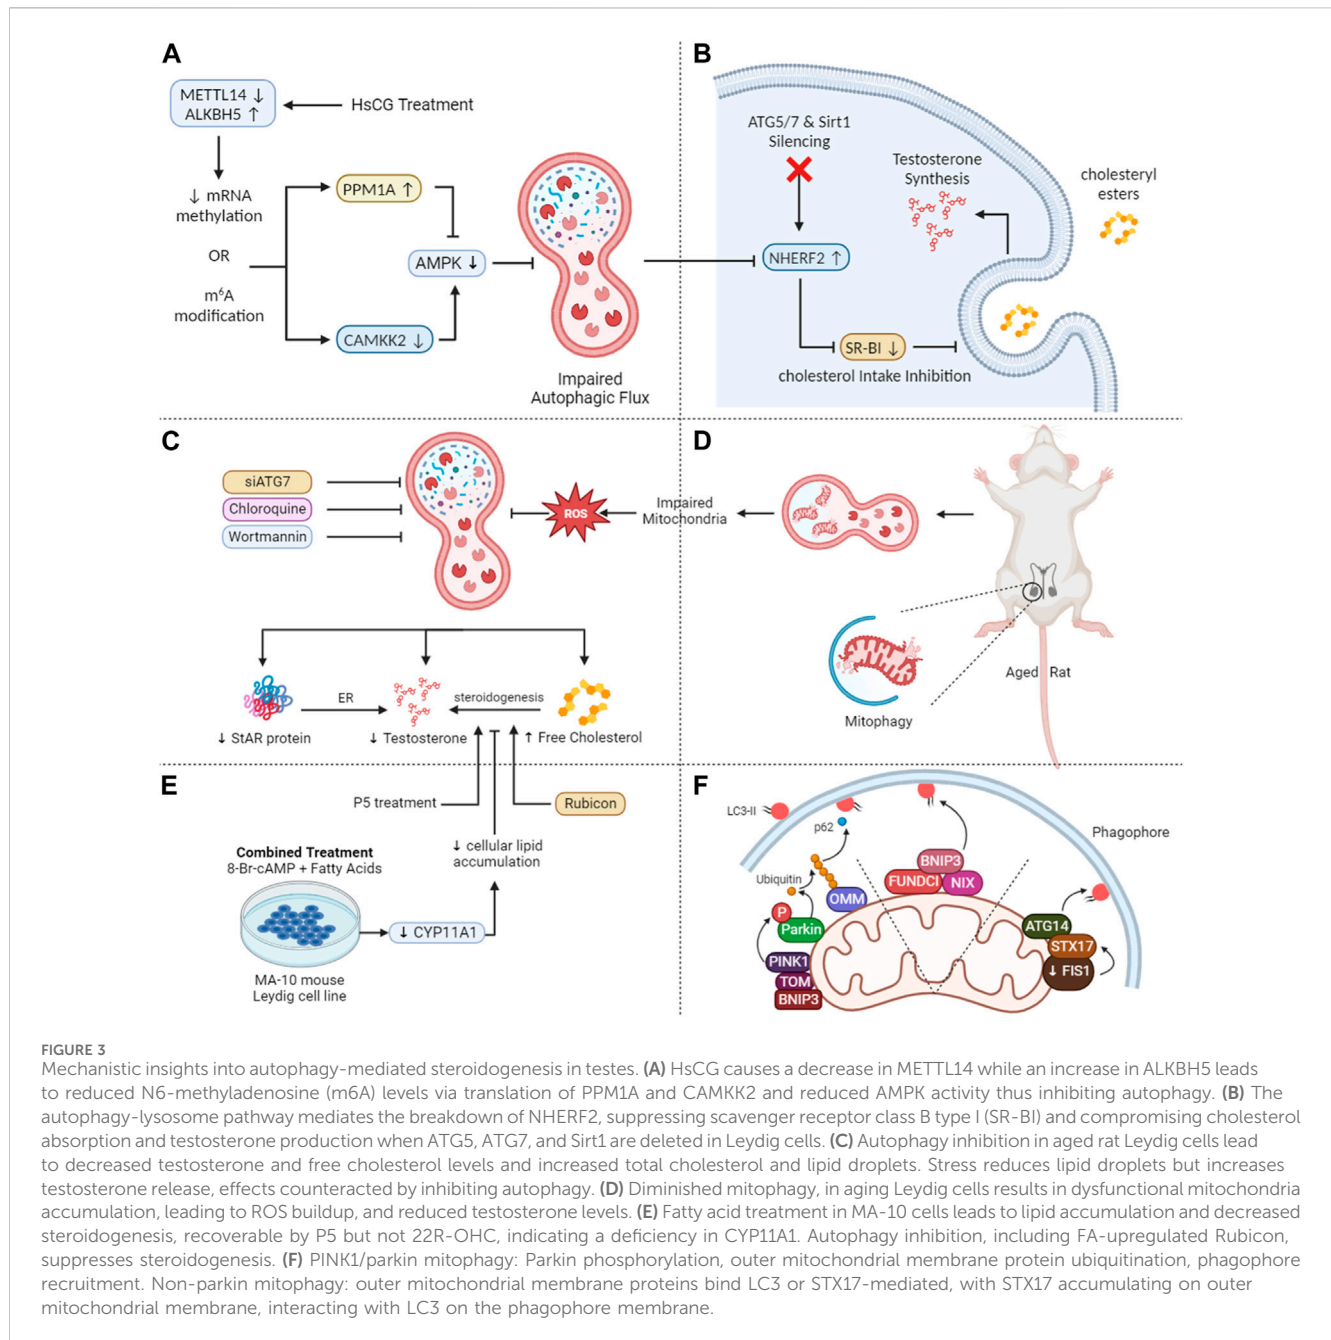 A
METTL14 ↓
ALKBH5 ↑
HsCG Treatment
↓ mRNA
methylation
OR
m⁶A
modification
PPM1A ↑
AMPK ↓
CAMKK2 ↓
Impaired
Autophagic Flux
B
ATG5/7 & Sirt1
Silencing
Testosterone
Synthesis
cholesteryl
esters
NHERF2 ↑
SR-BI ↓
cholesterol Intake Inhibition
C
siATG7
Chloroquine
Wortmannin
ROS
Impaired
Mitochondria
ER
steroidogenesis
↓ StAR protein
↓ Testosterone
↑ Free Cholesterol
D
Aged Rat
Mitophagy
E
P5 treatment
Rubicon
↓ cellular lipid
accumulation
Combined Treatment
8-Br-cAMP + Fatty Acids
↓ CYP11A1
MA-10 mouse
Leydig cell line
F
LC3-II
p62
Phagophore
Ubiquitin
BNIP3
FUNDCI
NIX
OMM
P
Parkin
ATG14
STX17
↓ FIS1
PINK1
TOM
BNIP3
FIGURE 3
Mechanistic insights into autophagy-mediated steroidogenesis in testes. (A) HsCG causes a decrease in METTL14 while an increase in ALKBH5 leads
to reduced N6-methyladenosine (m6A) levels via translation of PPM1A and CAMKK2 and reduced AMPK activity thus inhibiting autophagy. (B) The
autophagy-lysosome pathway mediates the breakdown of NHERF2, suppressing scavenger receptor class B type I (SR-BI) and compromising cholesterol
absorption and testosterone production when ATG5, ATG7, and Sirt1 are deleted in Leydig cells. (C) Autophagy inhibition in aged rat Leydig cells lead
to decreased testosterone and free cholesterol levels and increased total cholesterol and lipid droplets. Stress reduces lipid droplets but increases
testosterone release, effects counteracted by inhibiting autophagy. (D) Diminished mitophagy, in aging Leydig cells results in dysfunctional mitochondria
accumulation, leading to ROS buildup, and reduced testosterone levels. (E) Fatty acid treatment in MA-10 cells leads to lipid accumulation and decreased
steroidogenesis, recoverable by P5 but not 22R-OHC, indicating a deficiency in CYP11A1. Autophagy inhibition, including FA-upregulated Rubicon,
suppresses steroidogenesis. (F) PINK1/parkin mitophagy: Parkin phosphorylation, outer mitochondrial membrane protein ubiquitination, phagophore
recruitment. Non-parkin mitophagy: outer mitochondrial membrane proteins bind LC3 or STX17-mediated, with STX17 accumulating on outer
mitochondrial membrane, interacting with LC3 on the phagophore membrane.